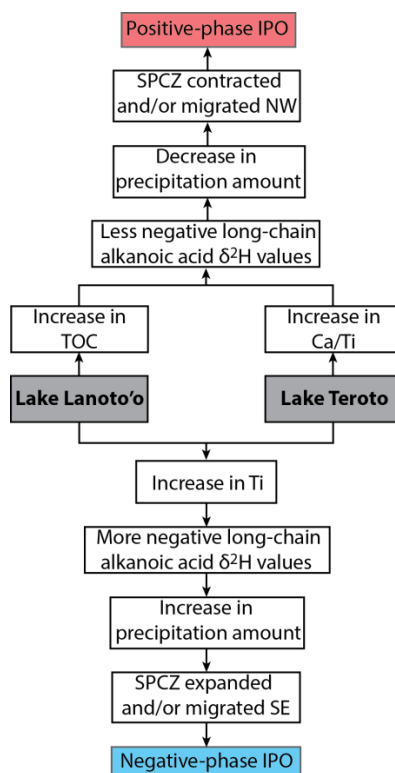 Positive-phase IPO
SPCZ contracted
and/or migrated NW
Decrease in
precipitation amount
Less negative long-chain
alkanoic acid δ²H values
Increase in
TOC
Increase in
Ca/Ti
Lake Lanoto’o
Lake Teroto
Increase in Ti
More negative long-chain
alkanoic acid δ²H values
Increase in
precipitation amount
SPCZ expanded
and/or migrated SE
Negative-phase IPO